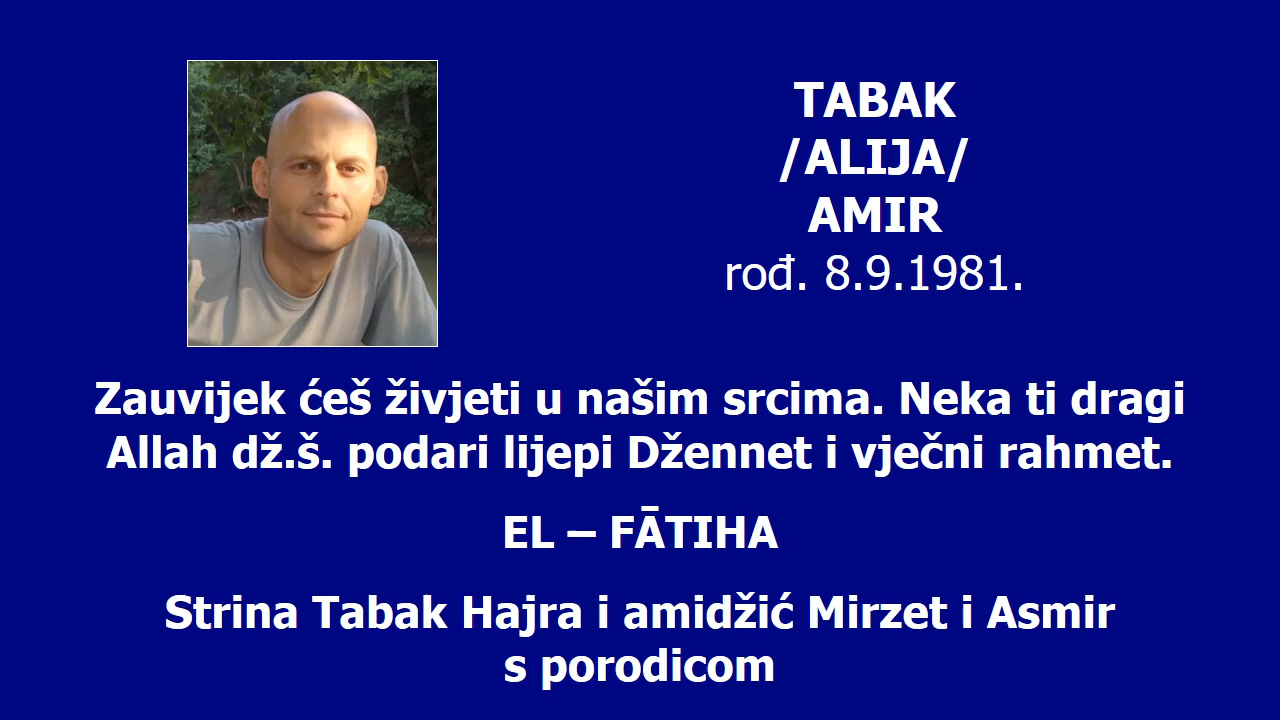 TABAK
/ALIJA/
AMIR
rođ. 8.9.1981.
Zauvijek ćeš živjeti u našim srcima. Neka ti dragi
Allah dž.š. podari lijepi Džennet i vječni rahmet.
EL – FĀTIHA
Strina Tabak Hajra i amidžić Mirzet i Asmir
s porodicom